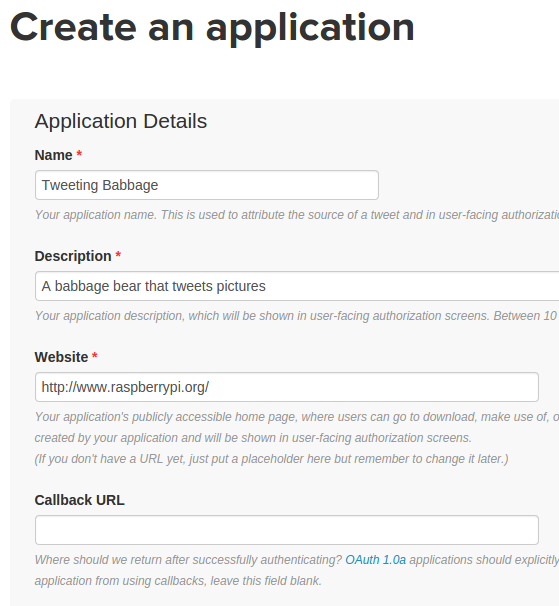 Create an application
Application Details
Name *
Tweeting Babbage
Your application name. This is used to attribute the source of a tweet and in user-facing
Description *
A babbage bear that tweets pictures
Your application description, which will be shown in user-facing authorization screens. Between 10
Website *
http://www.raspberrypi.org/
Your application's publicly accessible home page, where users can go to download, make use of,
created by your application and will be shown in user-facing authorization screens.
(If you don't have a URL yet, just put a placeholder here but remember to change it later.)
Callback URL
Where should we return after successfully authenticating? OAuth 1.0a applications should explicitly
application from using callbacks, leave this field blank.